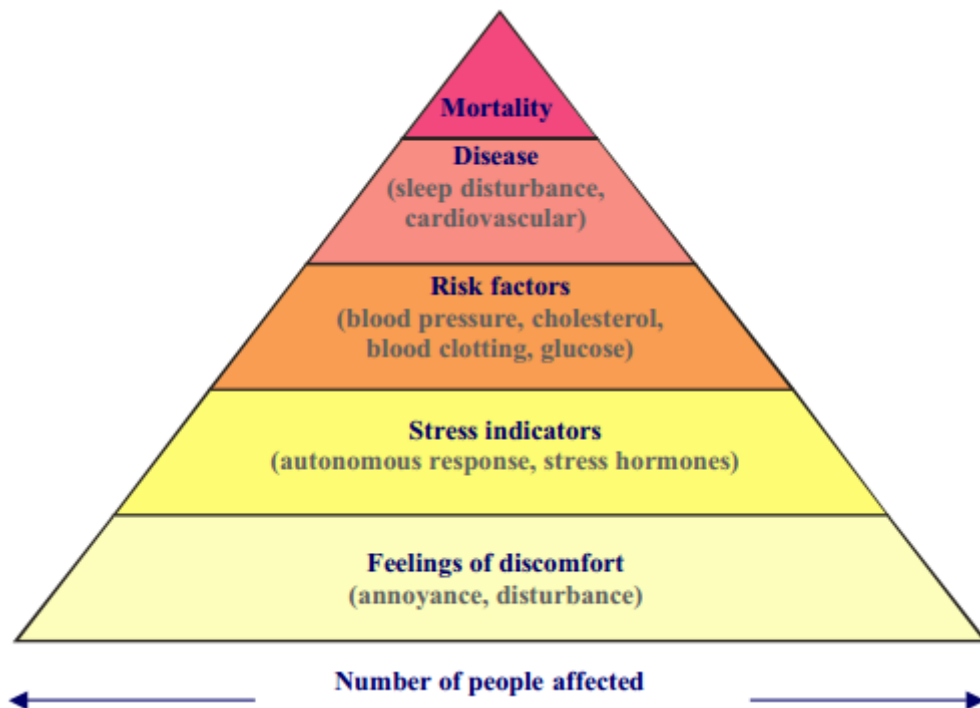 Mortality
Disease
(sleep disturbance,
cardiovascular)
Risk factors
(blood pressure, cholesterol,
blood clotting, glucose)
Stress indicators
(autonomous response, stress hormones)
Feelings of discomfort
(annoyance, disturbance)
Number of people affected